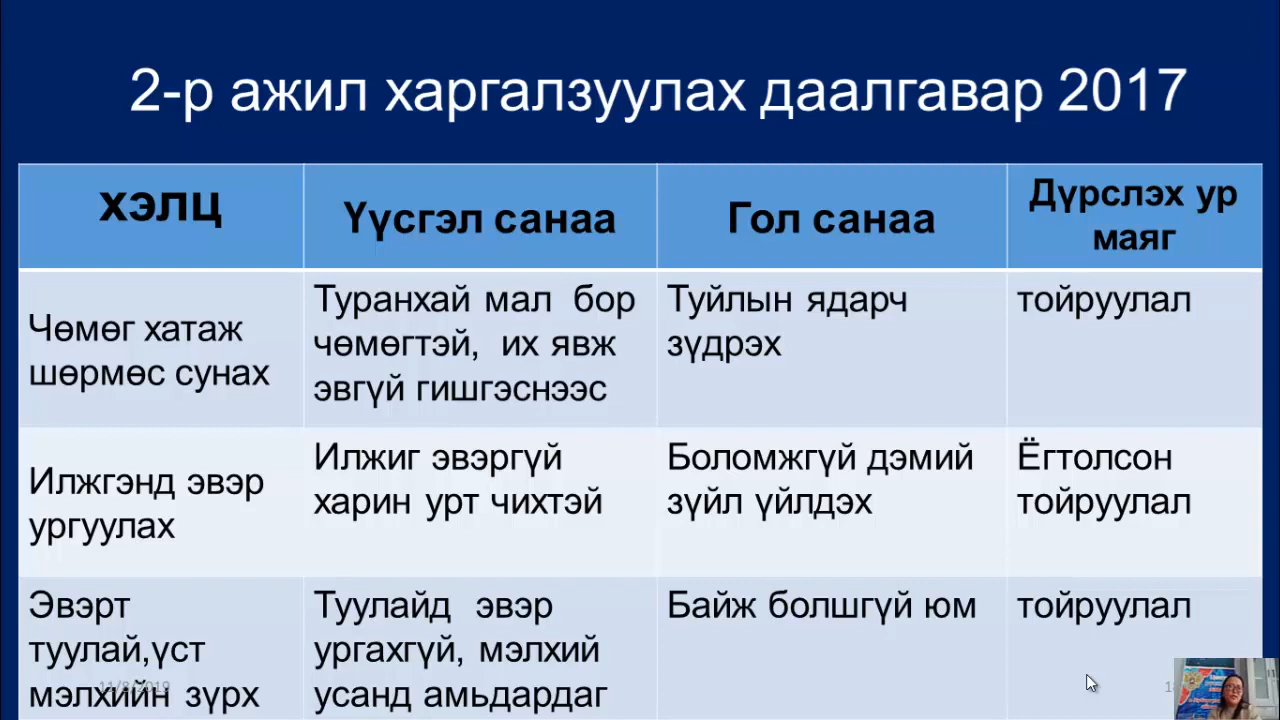 2-р ажил харгалзуулах даалгавар 2017
хэлц
Үүсгэл санаа
Гол санаа
Дүрслэх ур
маяг
Чөмөг хатаж
шөрмөс сунах
Туранхай мал бор
чөмөгтэй, их явж
эвгүй гишгэснээс
Туйлын ядарч
зүдрэх
тойруулал
Илжгэнд эвэр
ургуулах
Илжиг эвэргүй
харин урт чихтэй
Боломжгүй дэмий
зүйл үйлдэх
Ёгтолсон
тойруулал
Эвэрт
туулай,үст
мэлхийн зүрх
Туулайд эвэр
ургахгүй, мэлхий
усанд амьдардаг
Байж болшгүй юм
тойруулал
11/8/2019